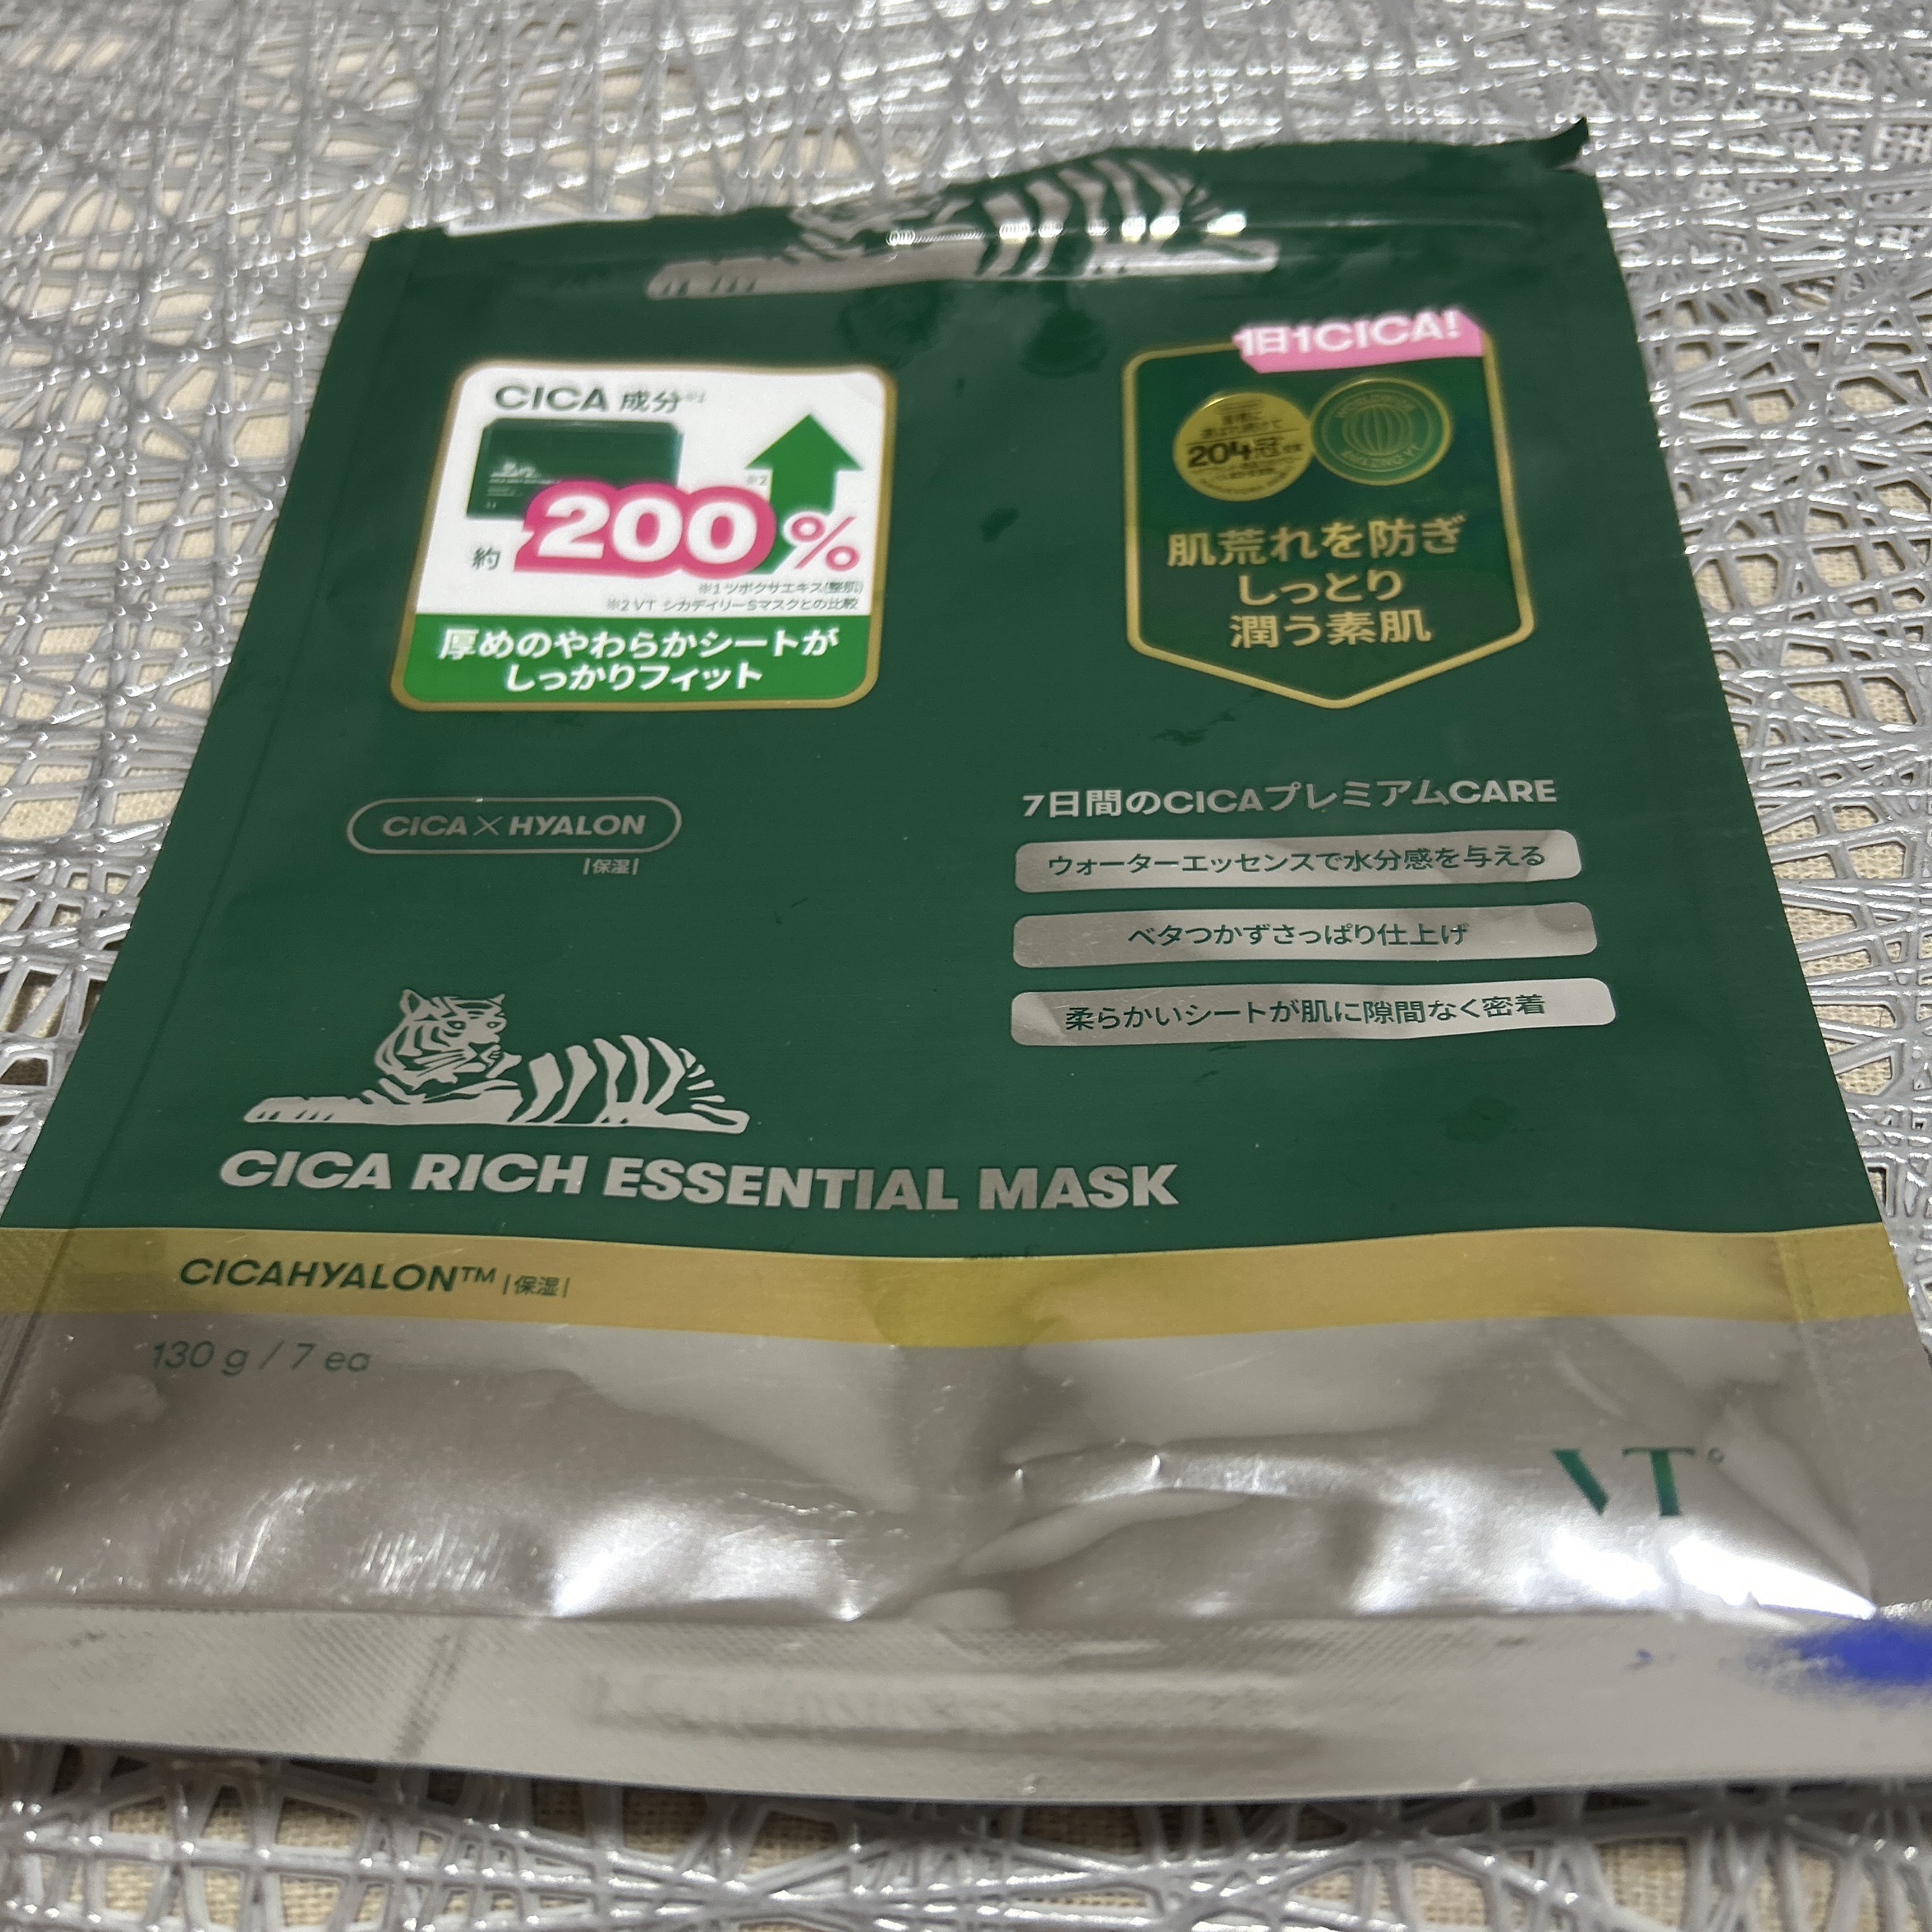 CICA 成分※1
※2
約 200%
※1 ツボクサエキス(整肌)
※2 VT シカデイリーSマスクとの比較
厚めのやわらかシートが
しっかりフィット
1日1CICA!
204冠
肌荒れを防ぎ
しっとり
潤う素肌
CICA×HYALON
|保湿|
7日間のCICAプレミアムCARE
ウォーターエッセンスで水分感を与える
ベタつかずさっぱり仕上げ
柔らかいシートが肌に隙間なく密着
CICA RICH ESSENTIAL MASK
CICAHYALON™ |保湿|
130 g / 7 ea
VT